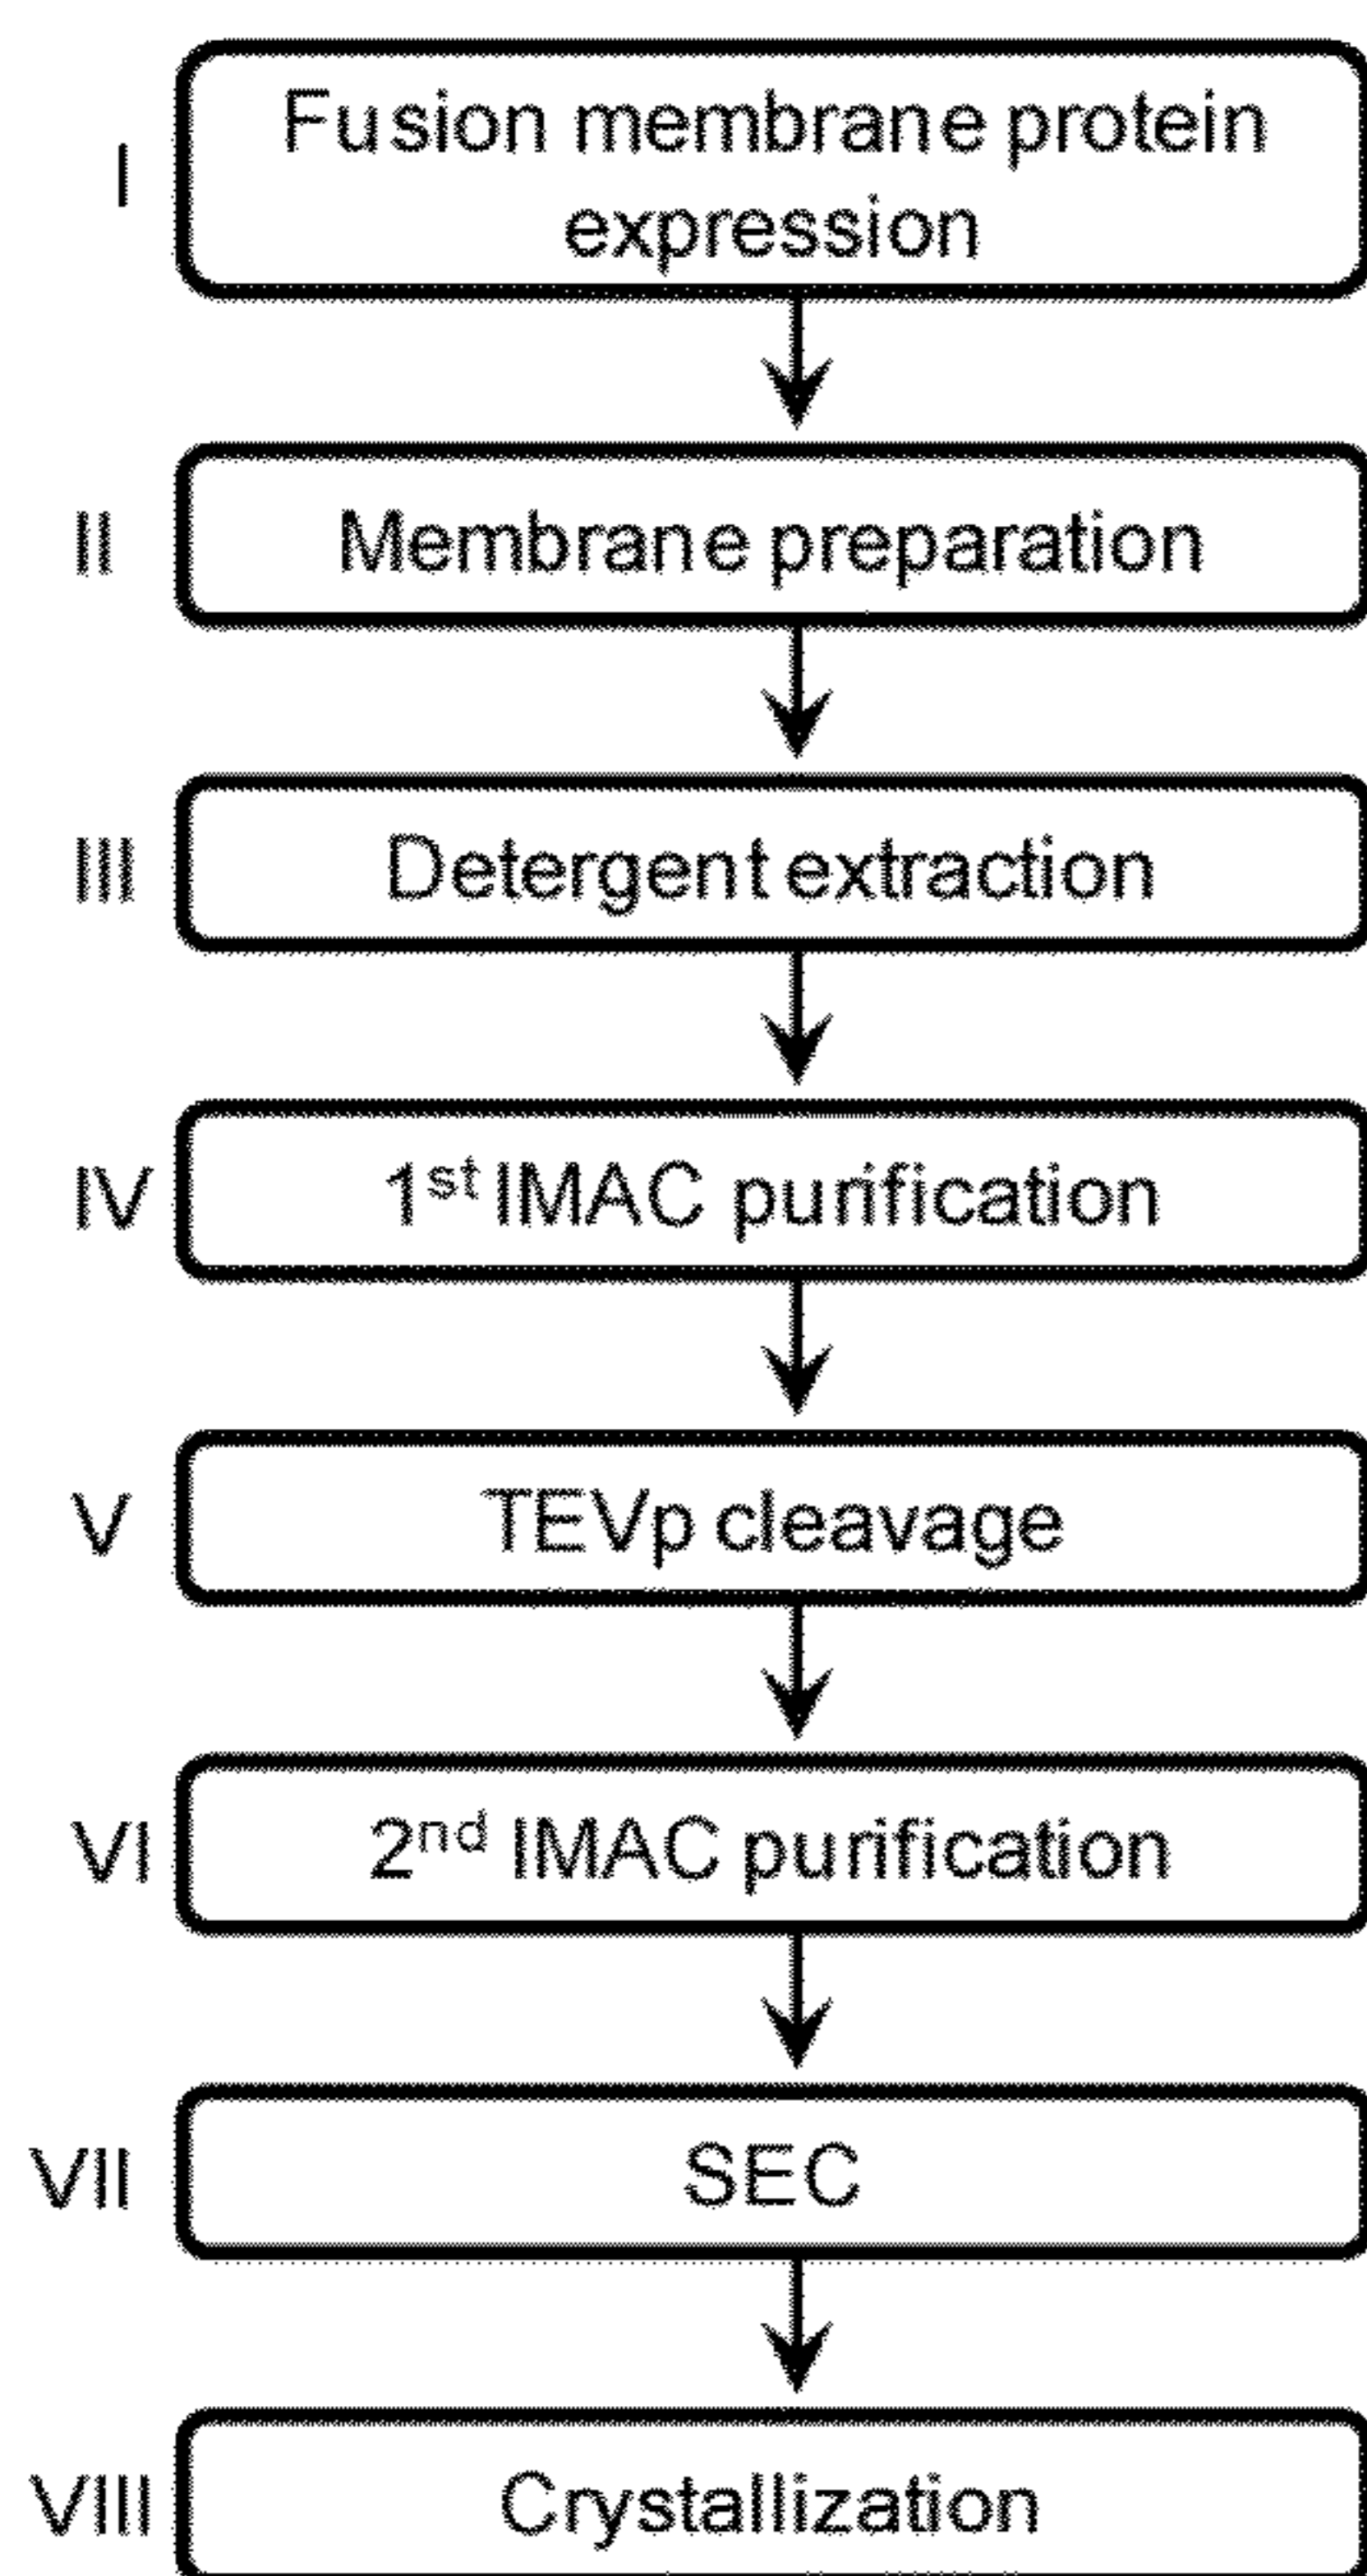 I
Fusion membrane protein
expression
II
Membrane preparation
III
Detergent extraction
IV
1st IMAC purification
V
TEVp cleavage
VI
2nd IMAC purification
VII
SEC
VIII
Crystallization